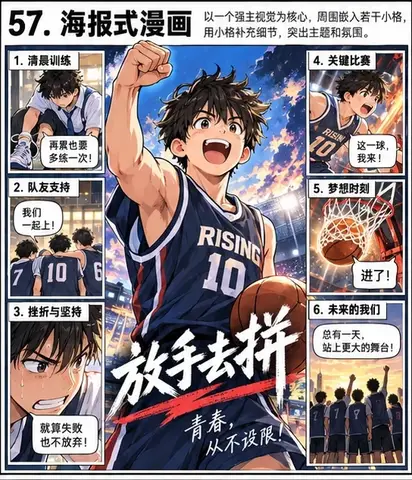 57. 海报式漫画
以一个强主视觉为核心，周围嵌入若干小格，
用小格补充细节，突出主题和氛围。
1. 清晨训练
再累也要
多练一次！
2. 队友支持
我们
一起上！
7 10 6
3. 挫折与坚持
就算失败
也不放弃！
RISING
10
放手去拼
青春，
从不设限！
4. 关键比赛
RISING
10
这一球，
我来！
5. 梦想时刻
进了！
6. 未来的我们
总有一天，
站上更大的舞台！